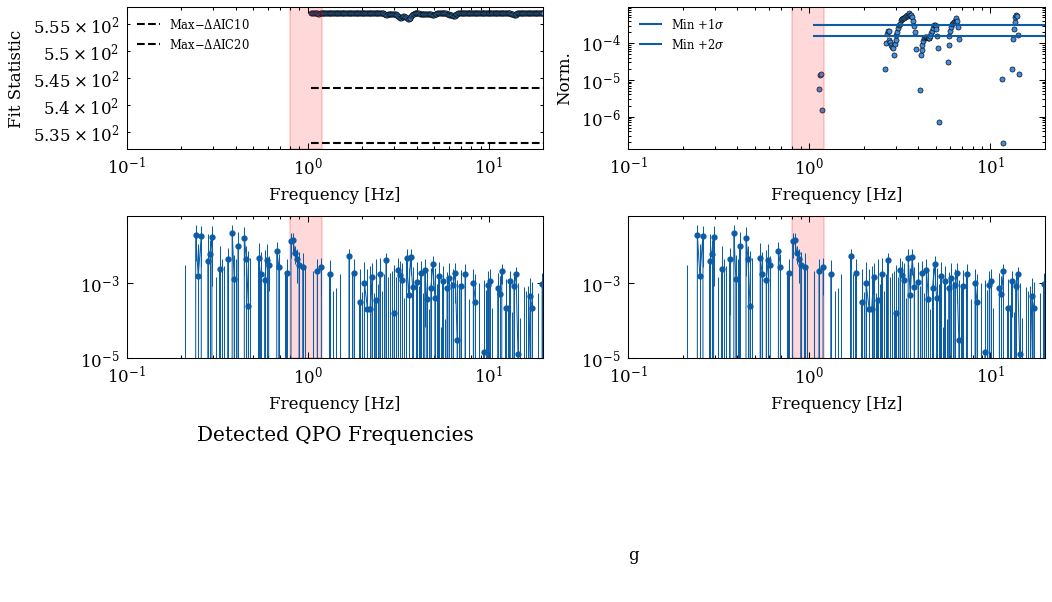 Fit Statistic
5.55 × 10²
5.5 × 10²
5.45 × 10²
5.4 × 10²
5.35 × 10²
Max−ΔAIC10
Max−ΔAIC20
10⁻¹ 10⁰ 10¹
Frequency [Hz]
Norm.
10⁻⁴
10⁻⁵
10⁻⁶
Min +1σ
Min +2σ
10⁻¹ 10⁰ 10¹
Frequency [Hz]
10⁻³
10⁻⁵
10⁻¹ 10⁰ 10¹
Frequency [Hz]
10⁻³
10⁻⁵
10⁻¹ 10⁰ 10¹
Frequency [Hz]
Detected QPO Frequencies
g